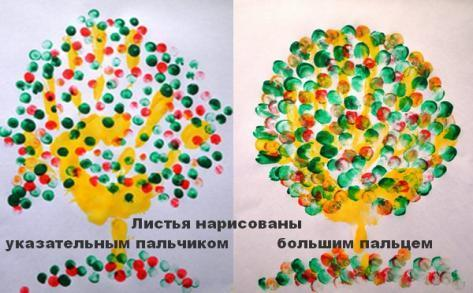 Листья нарисованы
указательным пальчиком большим пальцем